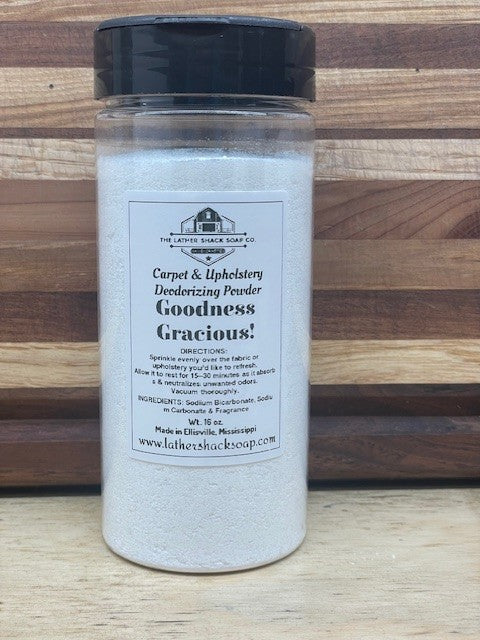 THE LATHER SHACK SOAP CO.
Carpet & Upholstery
Deodorizing Powder
Goodness
Gracious!
DIRECTIONS:
Sprinkle evenly over the fabric or
upholstery you'd like to refresh.
Allow it to rest for 15-30 minutes as it absorb
s & neutralizes unwanted odors.
Vacuum thoroughly.
INGREDIENTS: Sodium Bicarbonate, Sodiu
m Carbonate & Fragrance
Wt. 16 oz.
Made in Ellisville, Mississippi
www.lathershacksoap.com